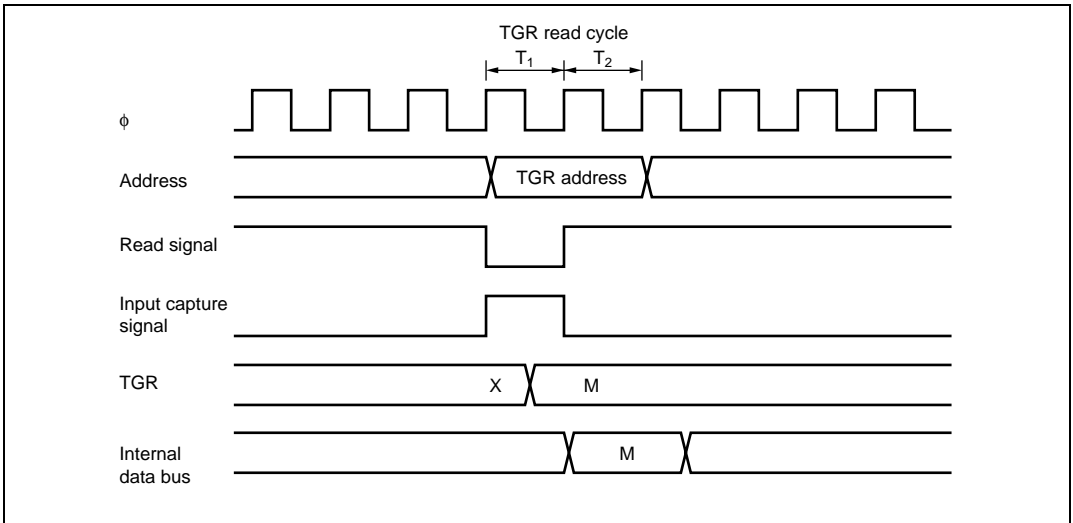 TGR read cycle
T1 T2
ϕ
Address
TGR address
Read signal
Input capture
signal
TGR
X M
Internal
data bus
M